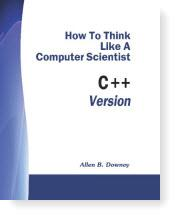 How To Think
Like A
Computer Scientist
C++
Version
Allen B. Downey